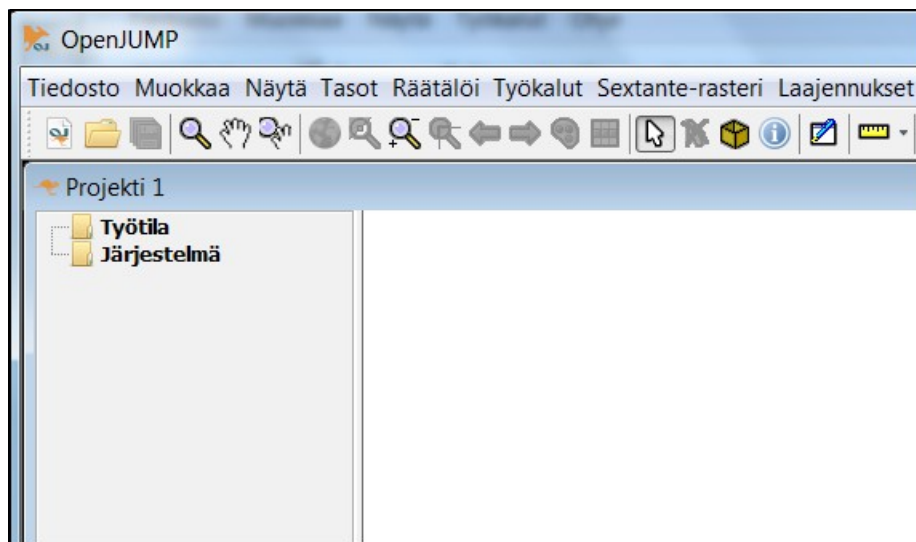 OpenJUMP
Tiedosto Muokkaa Näytä Tasot Räätälöi Työkalut Sextante-rasteri Laajennukset
Projekti 1
Työtila
Järjestelmä